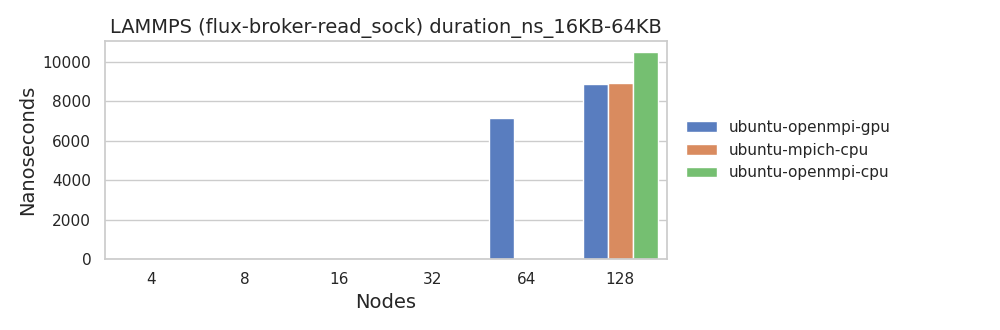 LAMMPS (flux-broker-read_sock) duration_ns_16KB-64KB
Nanoseconds
10000
8000
6000
4000
2000
0
4 8 16 32 64 128
Nodes
ubuntu-openmpi-gpu
ubuntu-mpich-cpu
ubuntu-openmpi-cpu